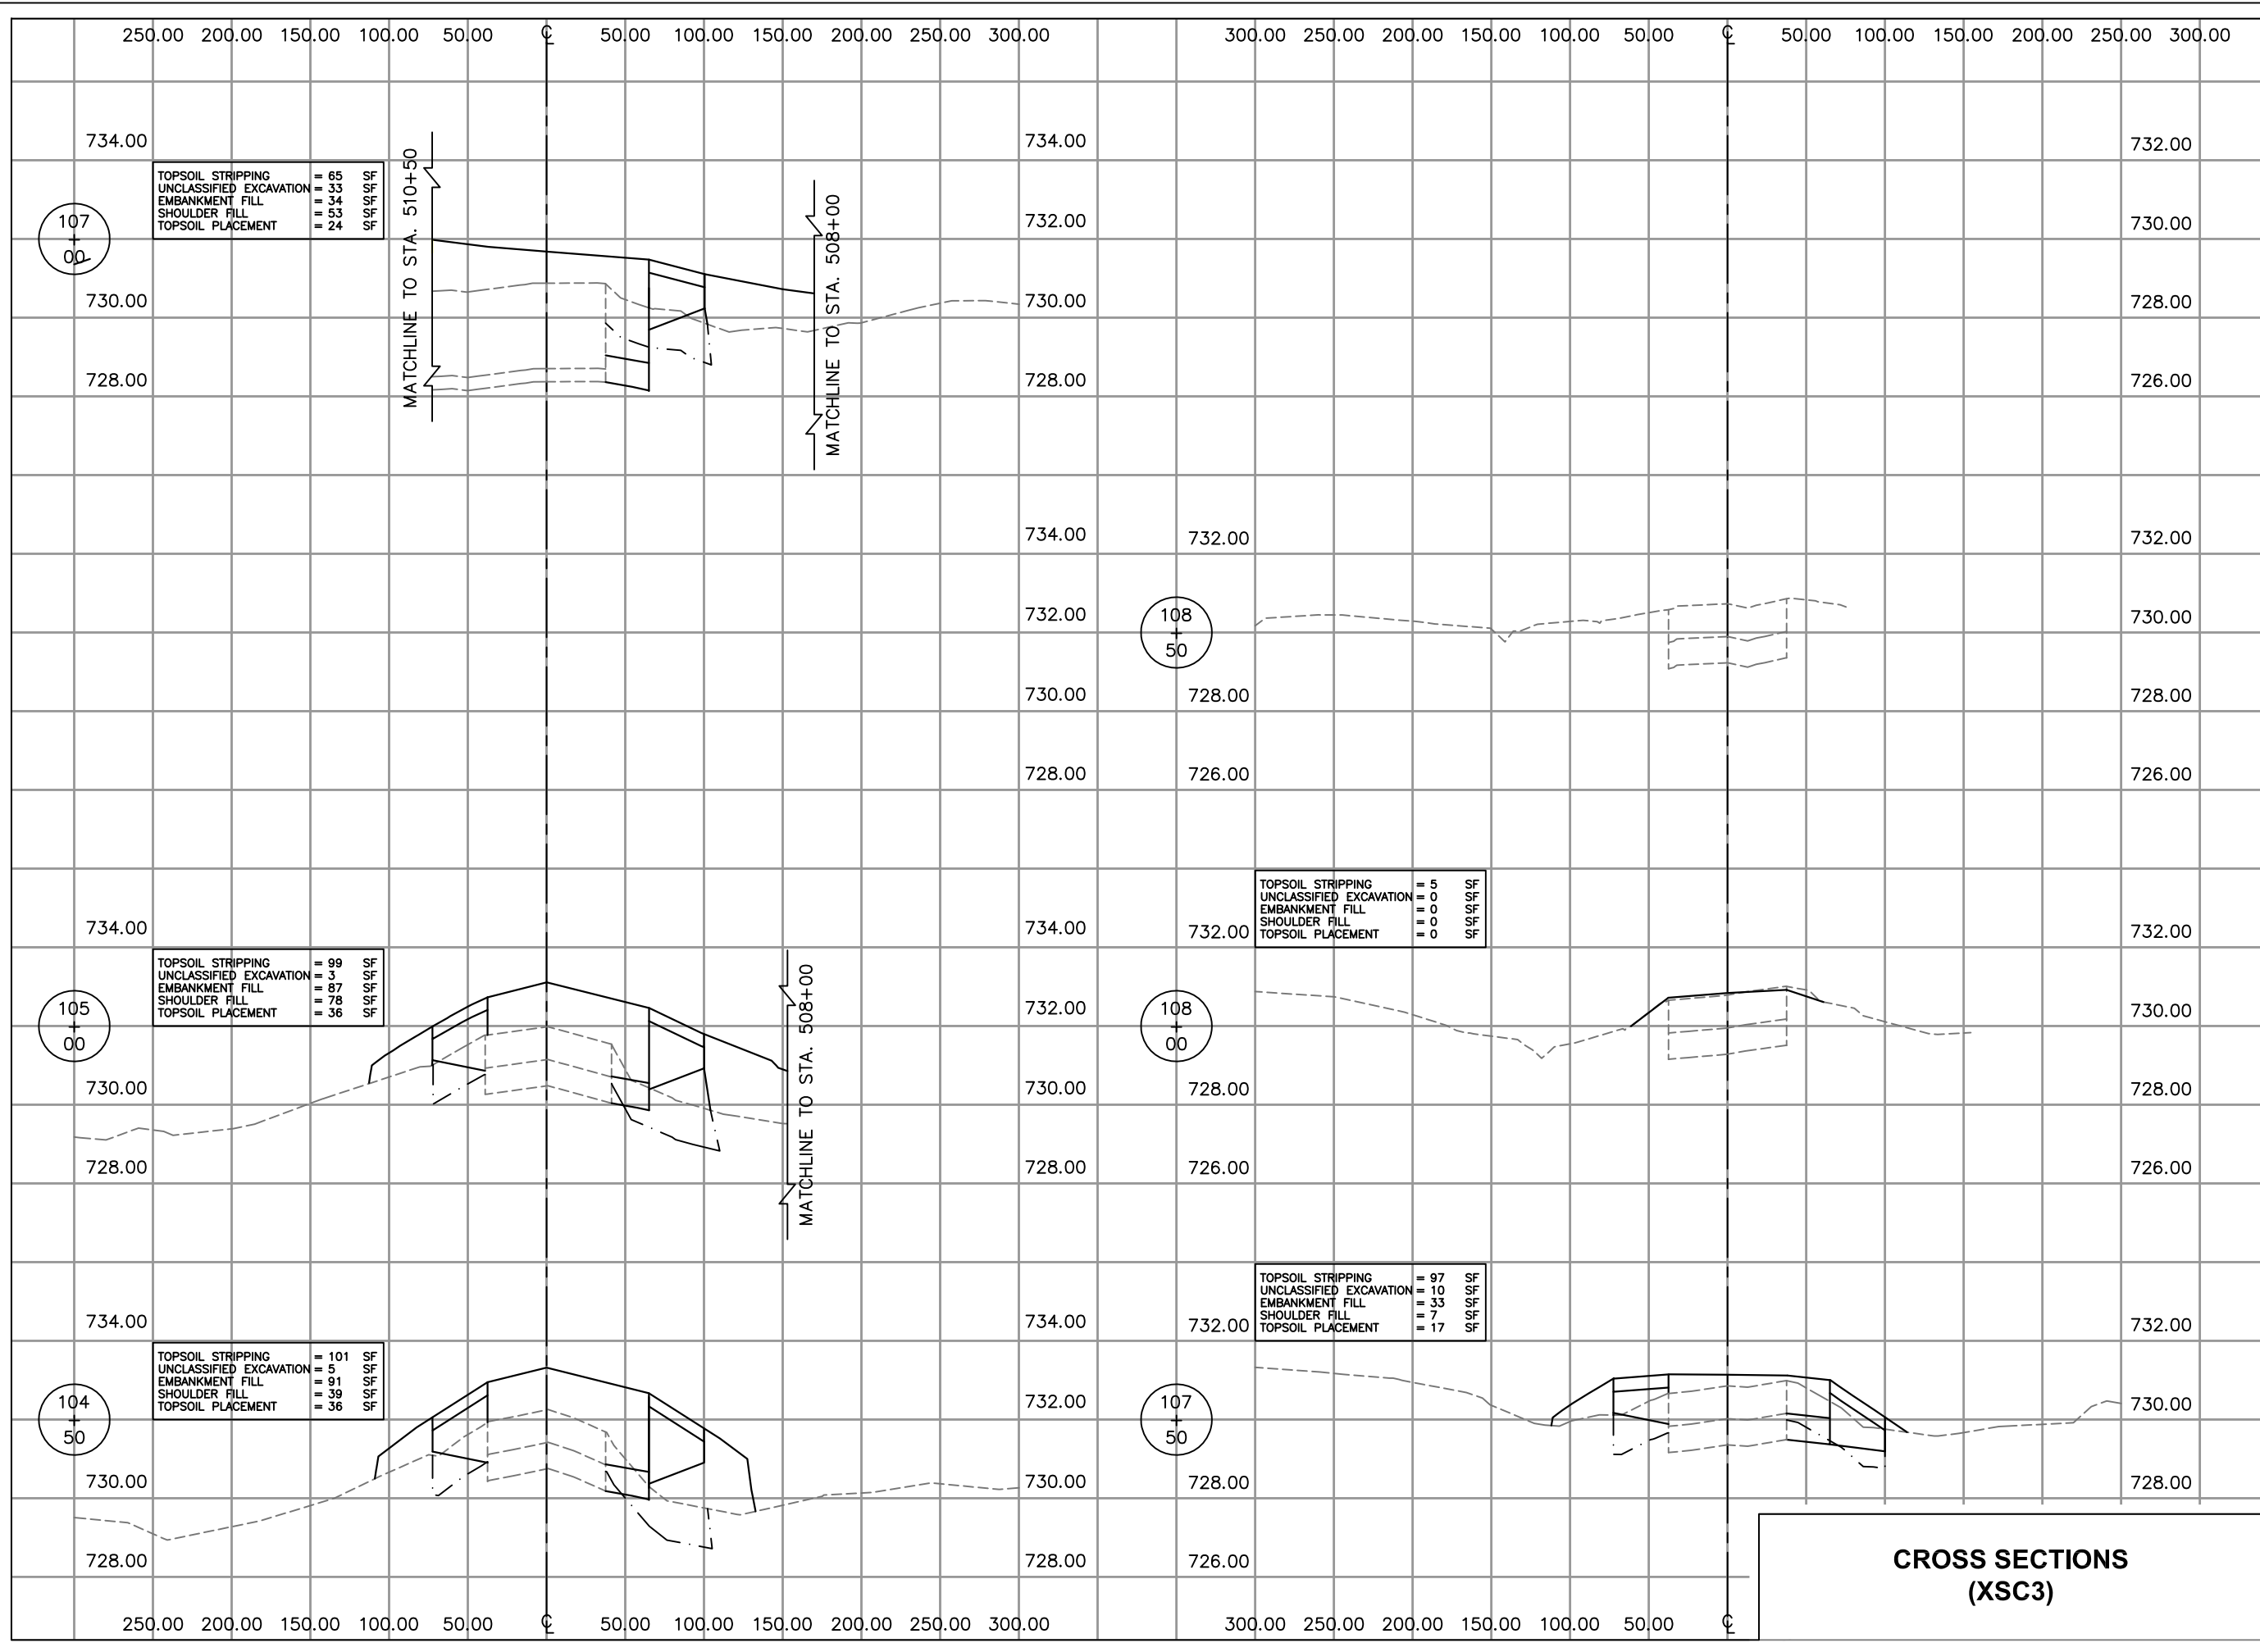 250.00 200.00 150.00 100.00 50.00 ℄ 50.00 100.00 150.00 200.00 250.00 300.00
300.00 250.00 200.00 150.00 100.00 50.00 ℄ 50.00 100.00 150.00 200.00 250.00 300.00
734.00 734.00
TOPSOIL STRIPPING = 65 SF
UNCLASSIFIED EXCAVATION = 33 SF
EMBANKMENT FILL = 34 SF
SHOULDER FILL = 53 SF
TOPSOIL PLACEMENT = 24 SF
107
+
00
MATCHLINE TO STA. 510+50
MATCHLINE TO STA. 508+00
732.00
730.00 730.00
728.00 728.00
734.00
732.00
730.00
728.00
734.00 734.00
TOPSOIL STRIPPING = 99 SF
UNCLASSIFIED EXCAVATION = 3 SF
EMBANKMENT FILL = 87 SF
SHOULDER FILL = 78 SF
TOPSOIL PLACEMENT = 36 SF
105
+
00
732.00
MATCHLINE TO STA. 508+00
730.00 730.00
728.00 728.00
734.00 734.00
TOPSOIL STRIPPING = 101 SF
UNCLASSIFIED EXCAVATION = 5 SF
EMBANKMENT FILL = 91 SF
SHOULDER FILL = 39 SF
TOPSOIL PLACEMENT = 36 SF
104
+
50
732.00
730.00 730.00
728.00 728.00
250.00 200.00 150.00 100.00 50.00 ℄ 50.00 100.00 150.00 200.00 250.00 300.00
732.00
730.00
728.00
726.00
732.00 732.00
108
+
50
730.00
728.00 728.00
726.00 726.00
TOPSOIL STRIPPING = 5 SF
UNCLASSIFIED EXCAVATION = 0 SF
EMBANKMENT FILL = 0 SF
SHOULDER FILL = 0 SF
TOPSOIL PLACEMENT = 0 SF
732.00 732.00
108
+
00
730.00
728.00 728.00
726.00 726.00
TOPSOIL STRIPPING = 97 SF
UNCLASSIFIED EXCAVATION = 10 SF
EMBANKMENT FILL = 33 SF
SHOULDER FILL = 7 SF
TOPSOIL PLACEMENT = 17 SF
732.00 732.00
107
+
50
730.00
728.00 728.00
726.00
300.00 250.00 200.00 150.00 100.00 50.00 ℄
CROSS SECTIONS
(XSC3)